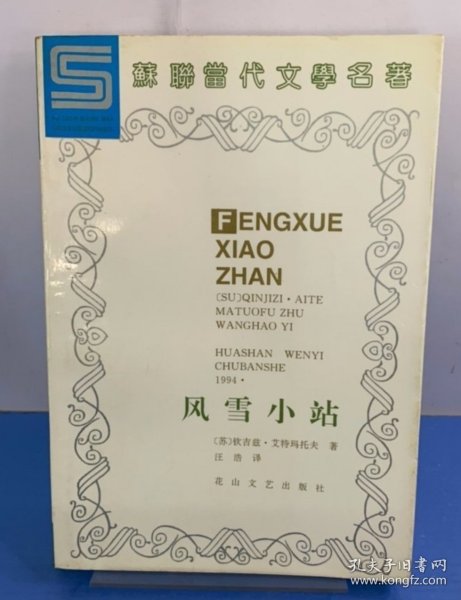 蘇聯當代文學名著
FENGXUE
XIAO
ZHAN
〔SU〕QINJIZI·AITE
MATUOFU ZHU
WANGHAO YI
HUASHAN WENYI
CHUBANSHE
1994·
风雪小站
〔苏〕钦吉兹·艾特玛托夫 著
汪浩译
花山文艺出版社
孔夫子旧书网
www.kongfz.com